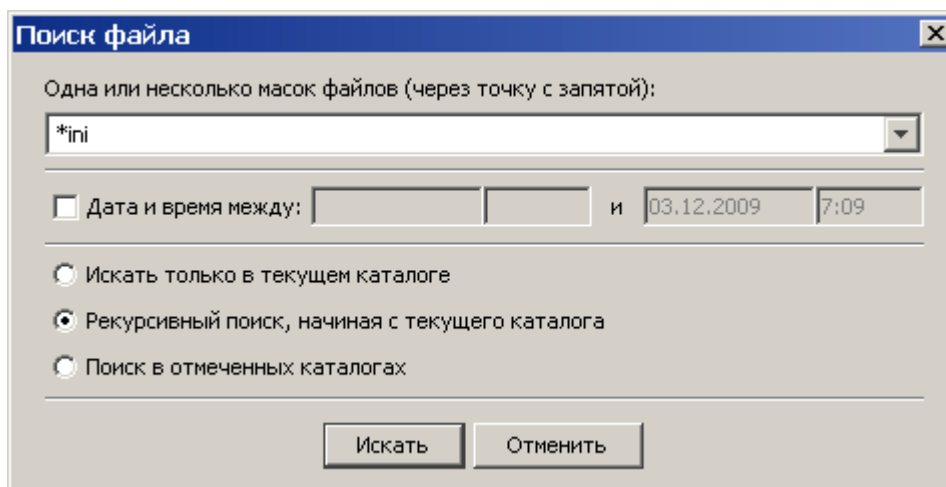 Поиск файла
Одна или несколько масок файлов (через точку с запятой):
*ini
Дата и время между: и 03.12.2009 7:09
Искать только в текущем каталоге
Рекурсивный поиск, начиная с текущего каталога
Поиск в отмеченных каталогах
Искать Отменить